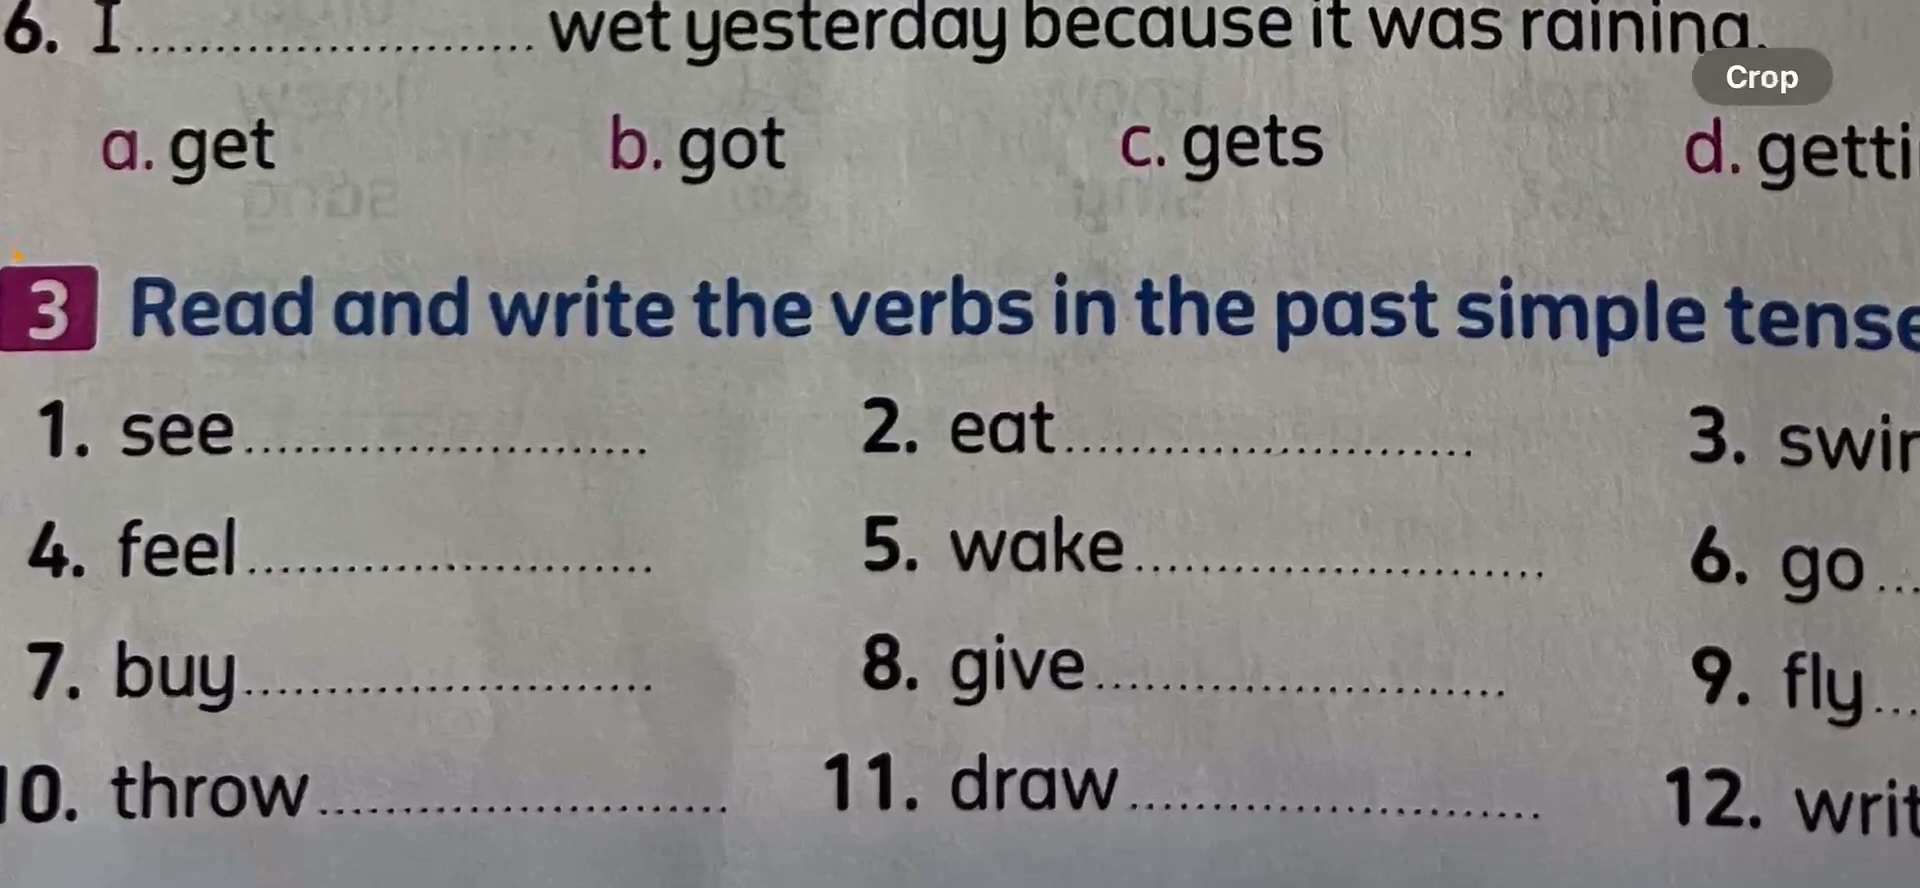 6. I........................ wet yesterday because it was raining.
Crop
a. get b. got c. gets d.
3 Read and write the verbs in the past simple tense
1. see........................ 2. eat........................ 3.
4. feel........................ 5. wake........................ 6. go...
7. buy........................ 8. give........................ 9. fly...
10. throw........................ 11. draw........................ 12.